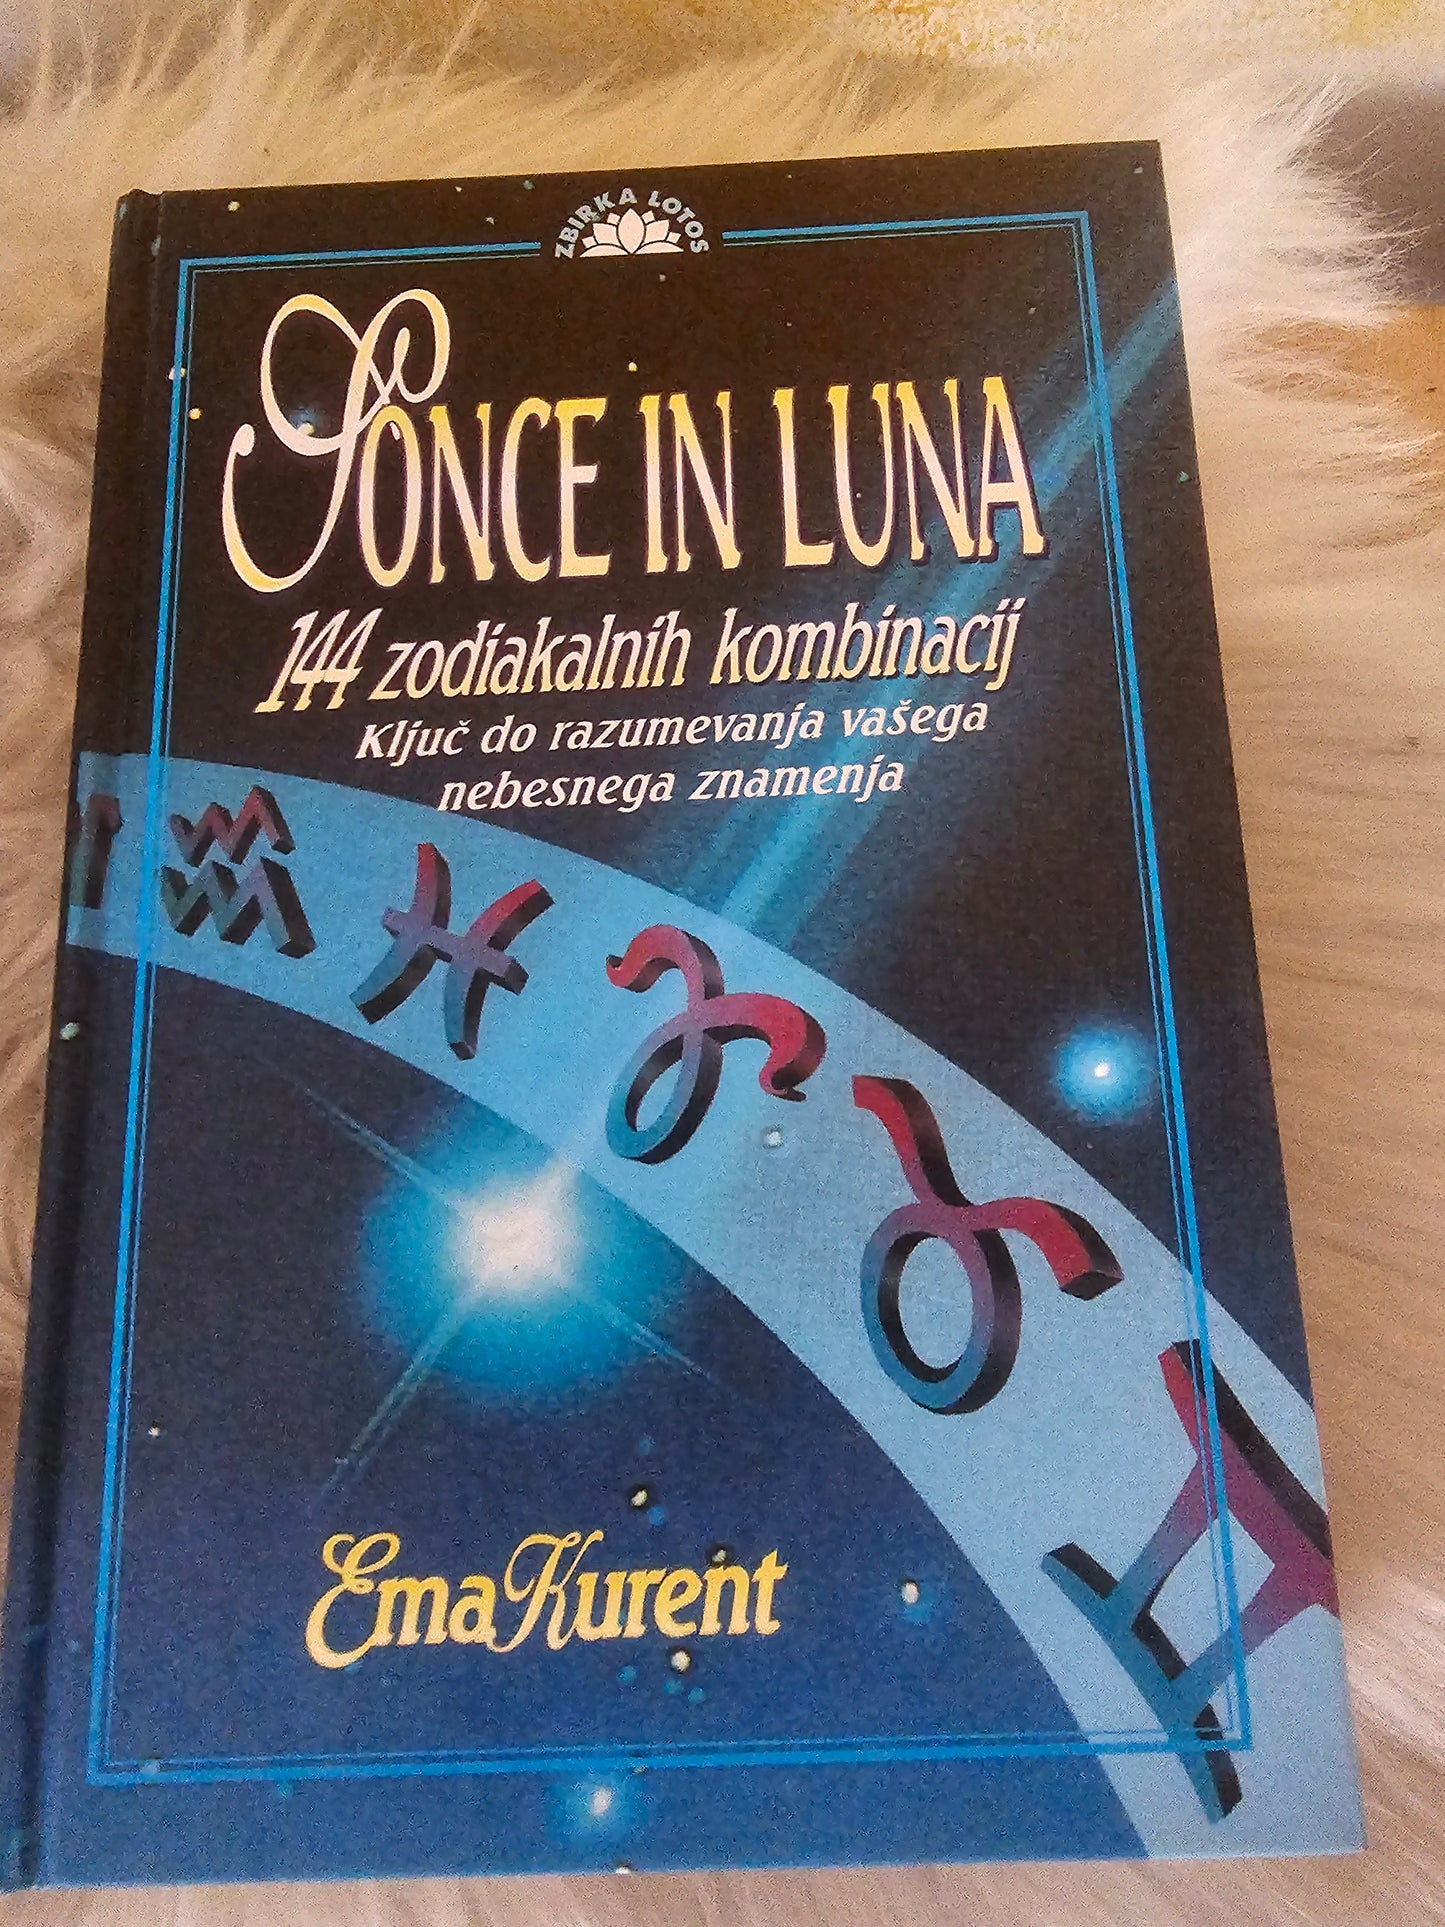 ZBIRKA LOTOS
SONCE IN LUNA
144 zodiakalnih kombinacij
Ključ do razumevanja vašega
nebesnega znamenja
Ema Kurent